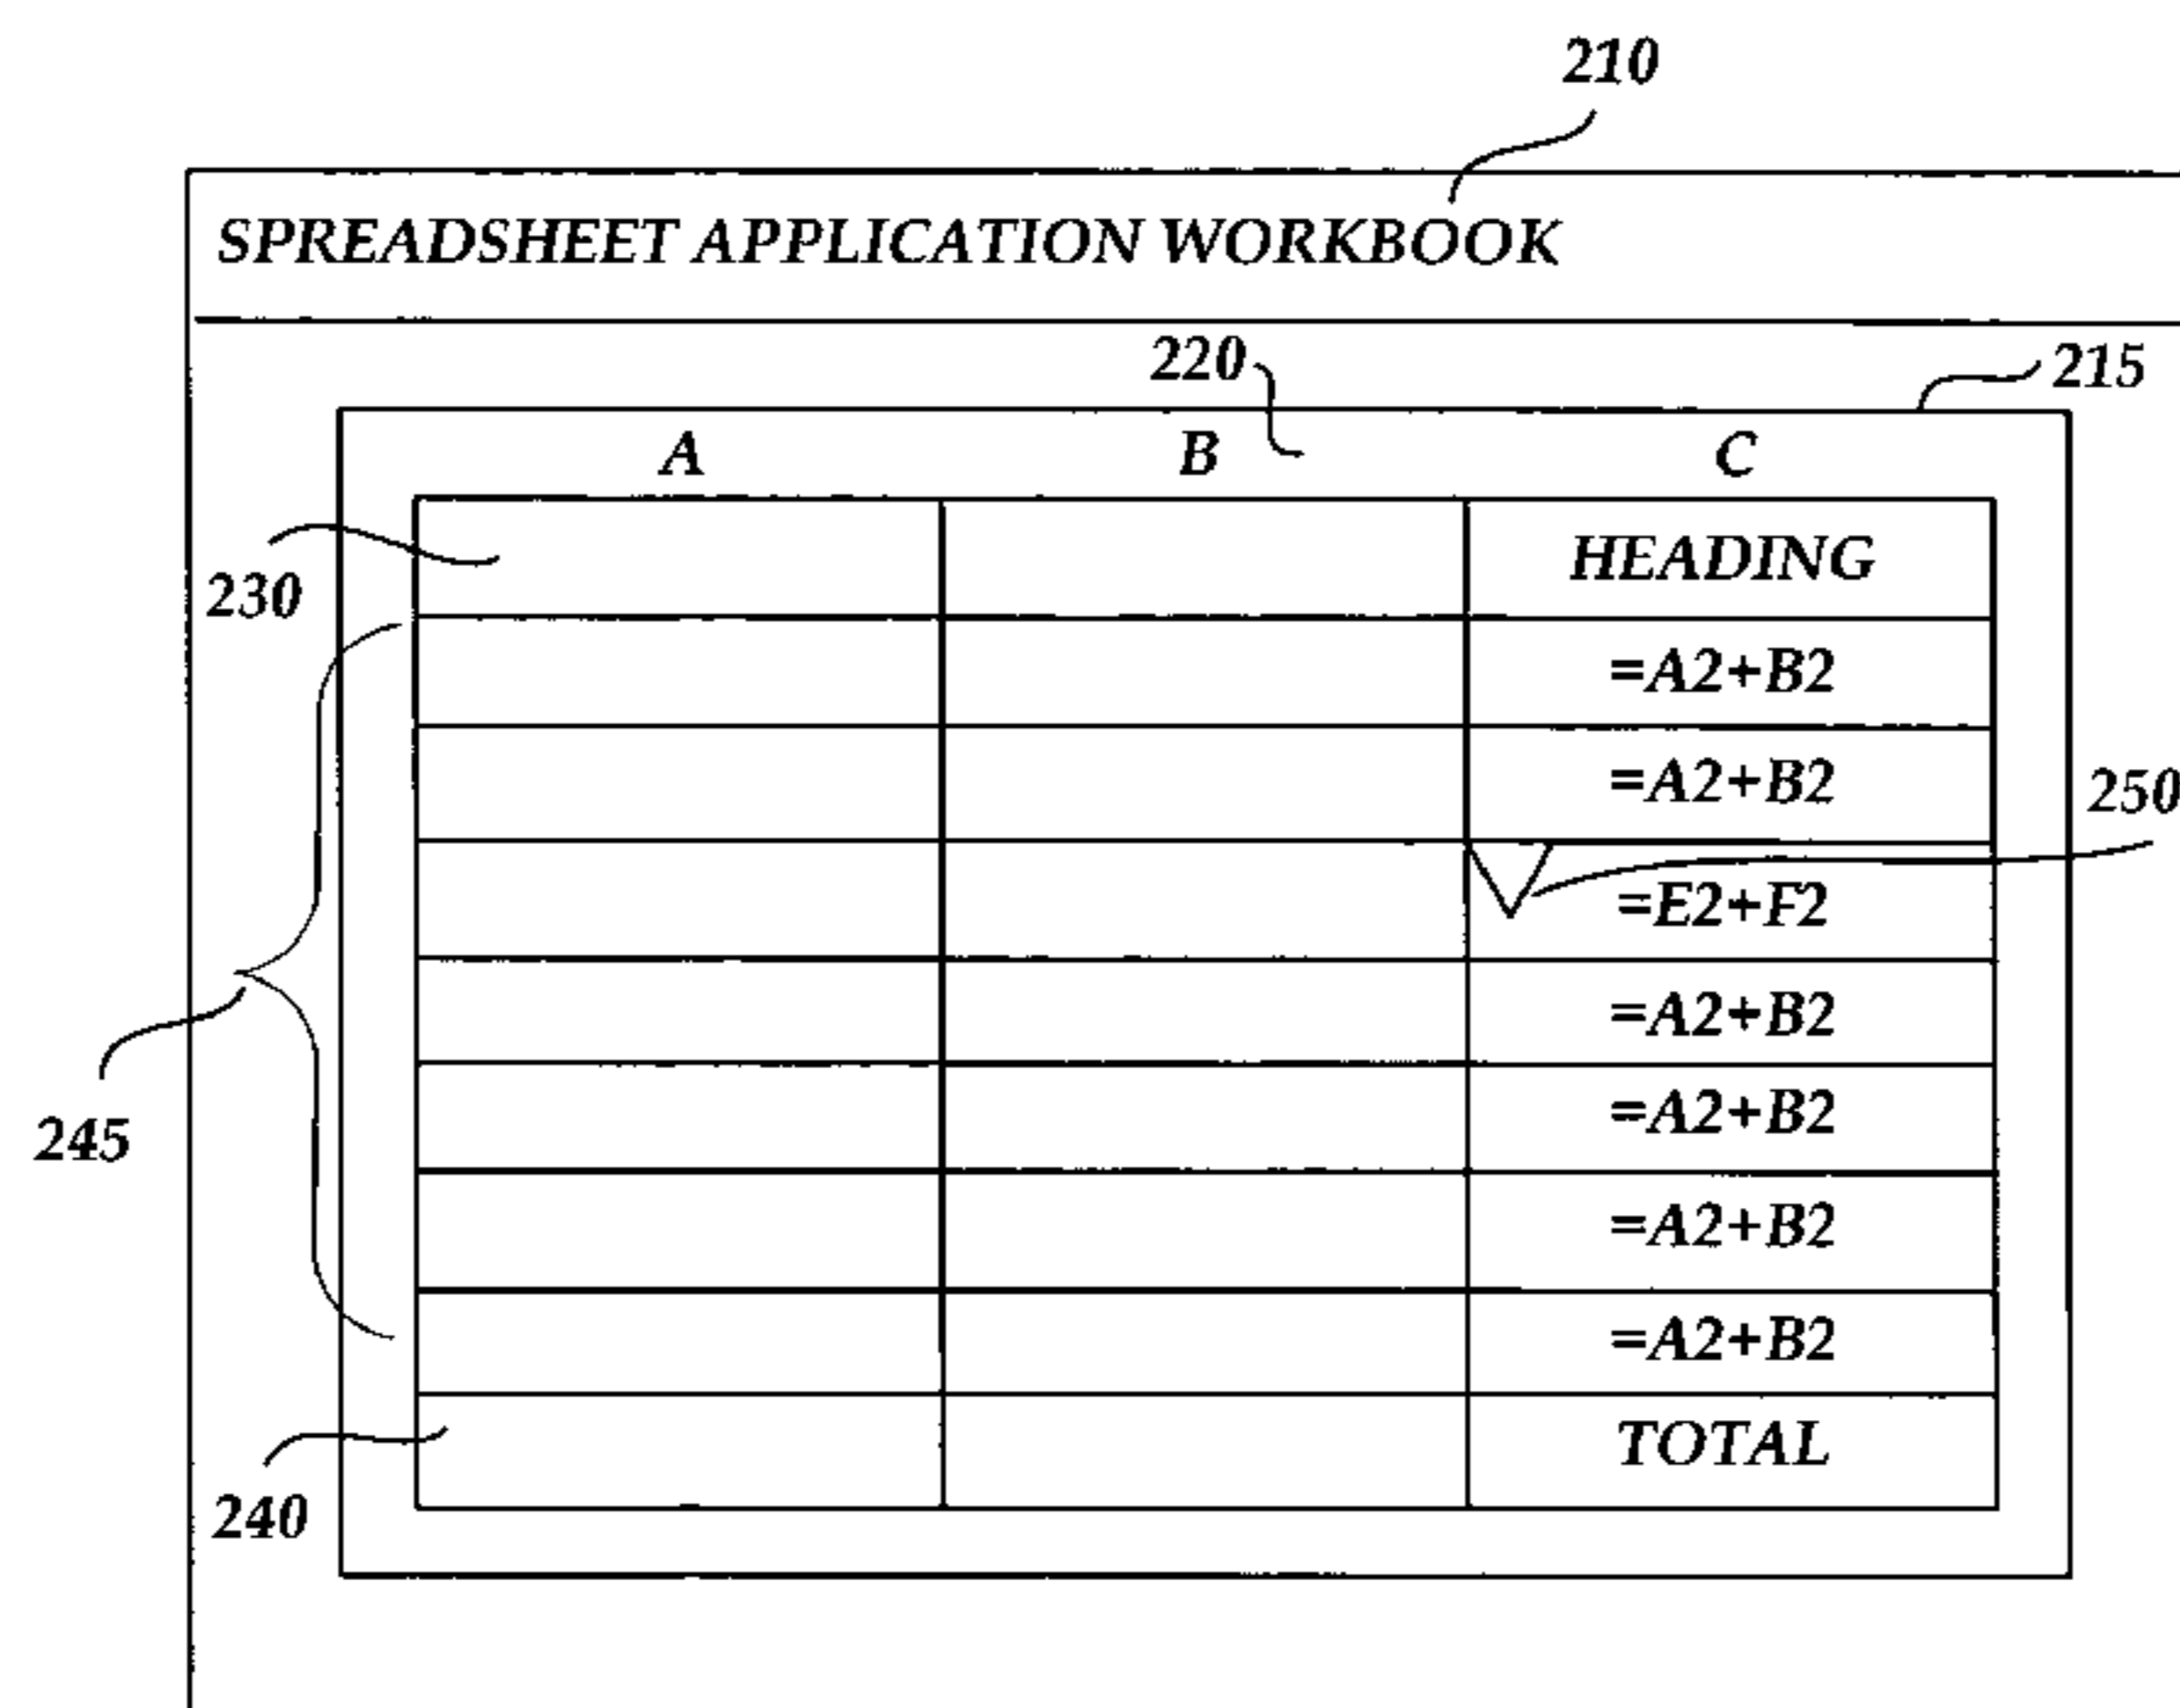 210
SPREADSHEET APPLICATION WORKBOOK
220
215
A B C
HEADING
230
=A2+B2
=A2+B2
250
=E2+F2
=A2+B2
=A2+B2
245
=A2+B2
=A2+B2
TOTAL
240